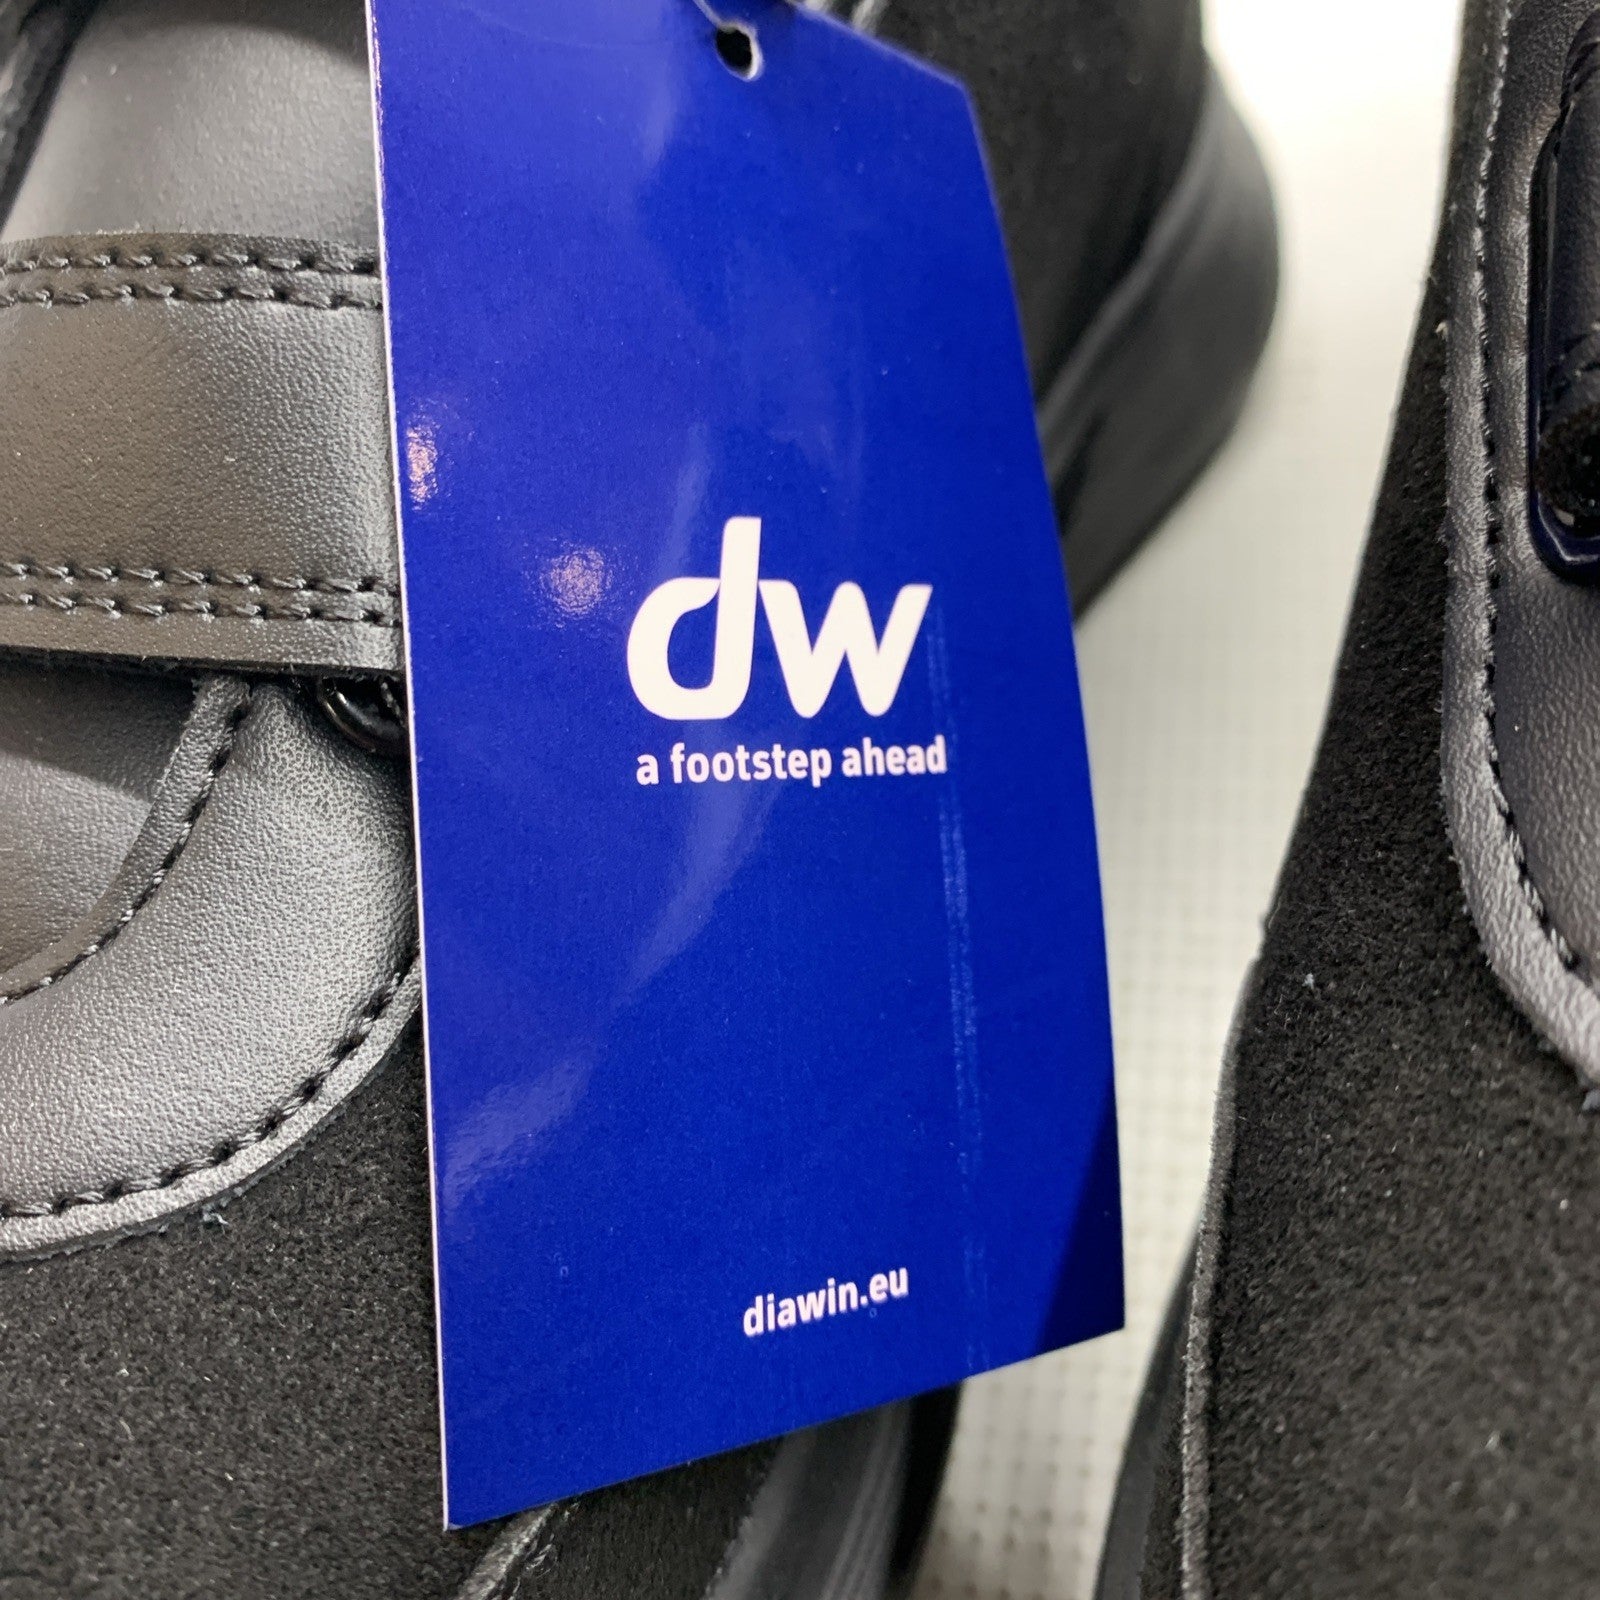 dw
a footstep ahead
diawin.eu